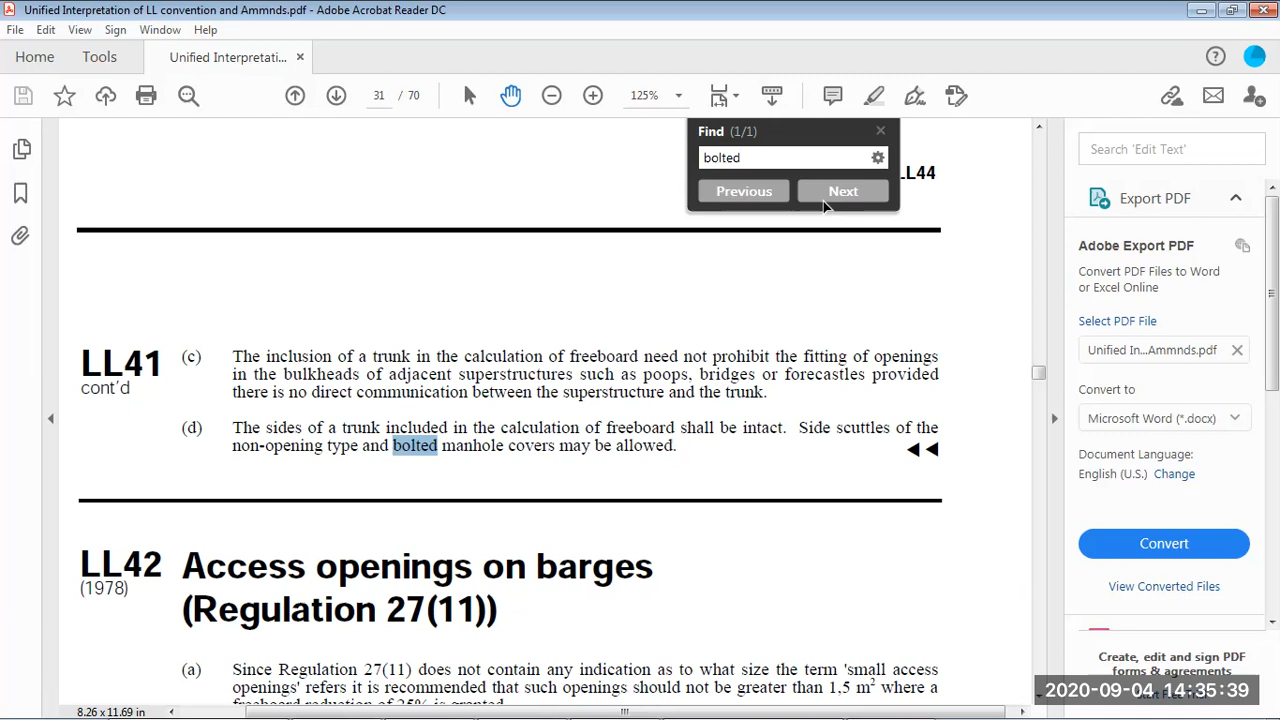 Unified Interpretation of LL convention and Ammnds.pdf - Adobe Acrobat Reader DC
File Edit View Sign Window Help
Home Tools Unified Interpretati... ×
31 / 70 125%
Find (1/1)
bolted
Previous Next
LL44
LL41
cont'd
(c) The inclusion of a trunk in the calculation of freeboard need not prohibit the fitting of openings
in the bulkheads of adjacent superstructures such as poops, bridges or forecastles provided
there is no direct communication between the superstructure and the trunk.
(d) The sides of a trunk included in the calculation of freeboard shall be intact. Side scuttles of the
non-opening type and bolted manhole covers may be allowed.
LL42
(1978)
Access openings on barges
(Regulation 27(11))
(a) Since Regulation 27(11) does not contain any indication as to what size the term 'small access
openings' refers it is recommended that such openings should not be greater than 1.5 m² where a
freeboard reduction of 25% is granted.
8.26 x 11.69 in
Search 'Edit Text'
Export PDF
Adobe Export PDF
Convert PDF Files to Word
or Excel Online
Select PDF File
Unified In...Ammnds.pdf
Convert to
Microsoft Word (*.docx)
Document Language:
English (U.S.) Change
Convert
View Converted Files
Create, edit and sign PDF
forms & agreements
2020-09-04 14:35:39